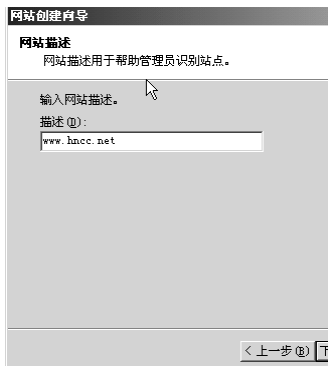 网站创建向导
网站描述
网站描述用于帮助管理员识别站点。
输入网站描述。
描述(D):
www.hncc.net
< 上一步(B)
下